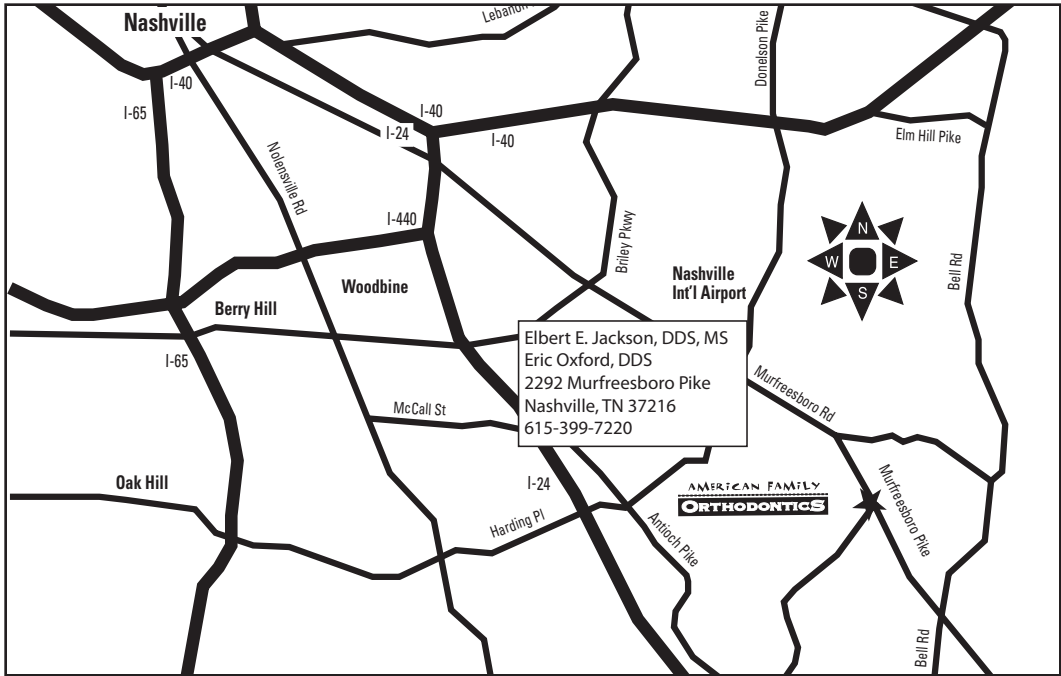 Nashville
Lebanon
Donelson Pike
I-40
I-65
I-40
I-24
I-40
Elm Hill Pike
Nolensville Rd
I-440
Briley Pkwy
N
W
E
S
Bell Rd
Nashville
Int'l Airport
Woodbine
Berry Hill
I-65
Elbert E. Jackson, DDS, MS
Eric Oxford, DDS
2292 Murfreesboro Pike
Nashville, TN 37216
615-399-7220
Murfreesboro Rd
McCall St
Oak Hill
I-24
AMERICAN FAMILY
ORTHODONTICS
Harding Pl
Antioch Pike
Murfreesboro Pike
Bell Rd